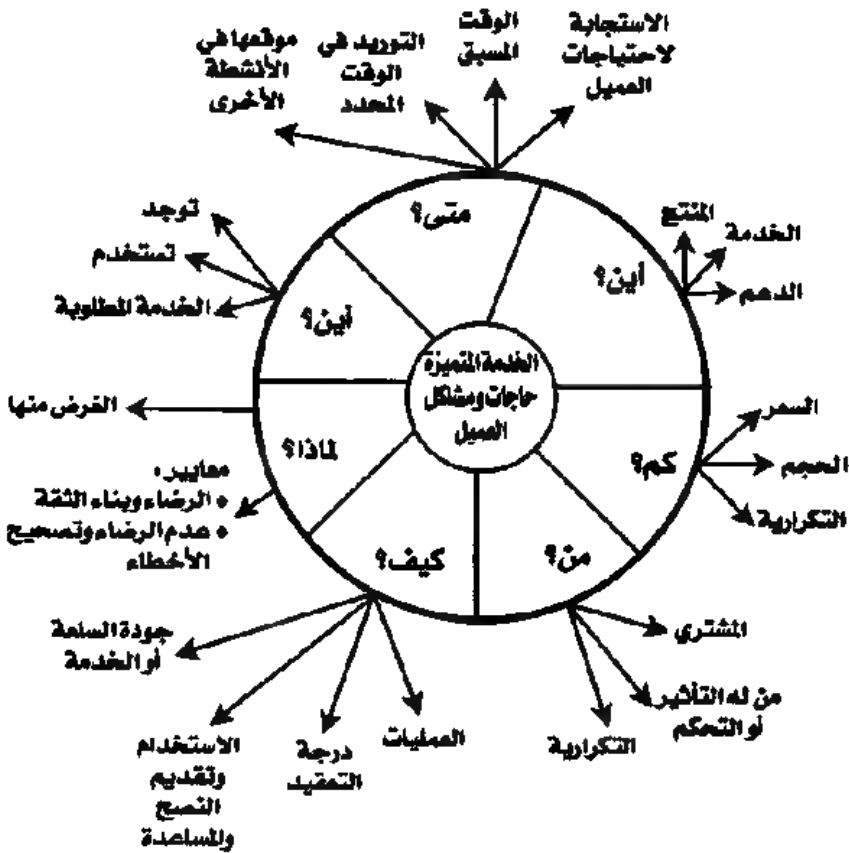 الاستجابة
لاحتياجات
العميل
الوقت
المسبق
التوريد في
الوقت
المحدد
موقعها في
الأنشطة
الأخرى
متى؟
أين؟
المنتج
الخدمة
الدعم
توجد
تستخدم
الخدمة المطلوبة
أين؟
الخدمة المتميزة
حاجات ومشاكل
العميل
السعر
الحجم
التكرارية
كم؟
الغرض منها
لماذا؟
معايير:
* الرضاء وبناء الثقة
* عدم الرضاء وتصحيح
الأخطاء
من؟
كيف؟
المشتري
من له التأثير
أو التحكم
التكرارية
العمليات
درجة
التعقيد
الاستخدام
وتقديم
النصح
والمساعدة
جودة السلعة
أو الخدمة